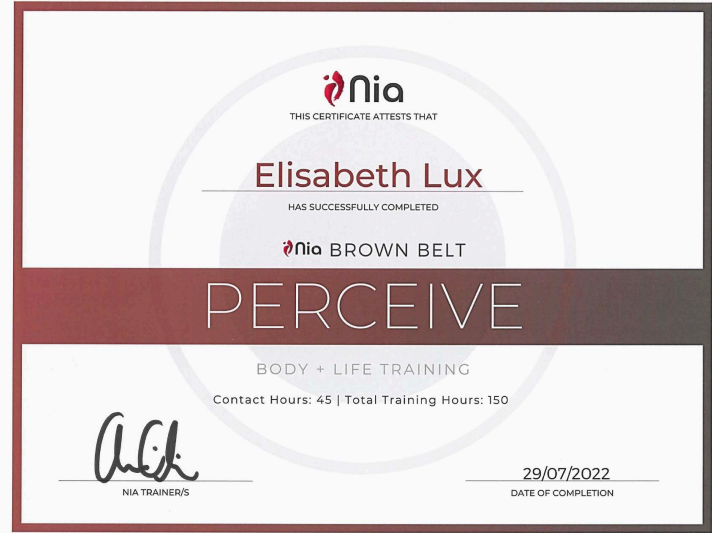 Nia
THIS CERTIFICATE ATTESTS THAT
Elisabeth Lux
HAS SUCCESSFULLY COMPLETED
Nia BROWN BELT
PERCEIVE
BODY + LIFE TRAINING
Contact Hours: 45 | Total Training Hours: 150
29/07/2022
NIA TRAINER/S
DATE OF COMPLETION